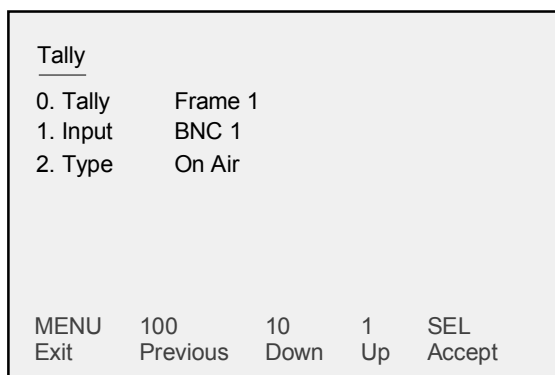 Tally
0. Tally Frame 1
1. Input BNC 1
2. Type On Air
MENU 100 10 1 SEL
Exit Previous Down Up Accept